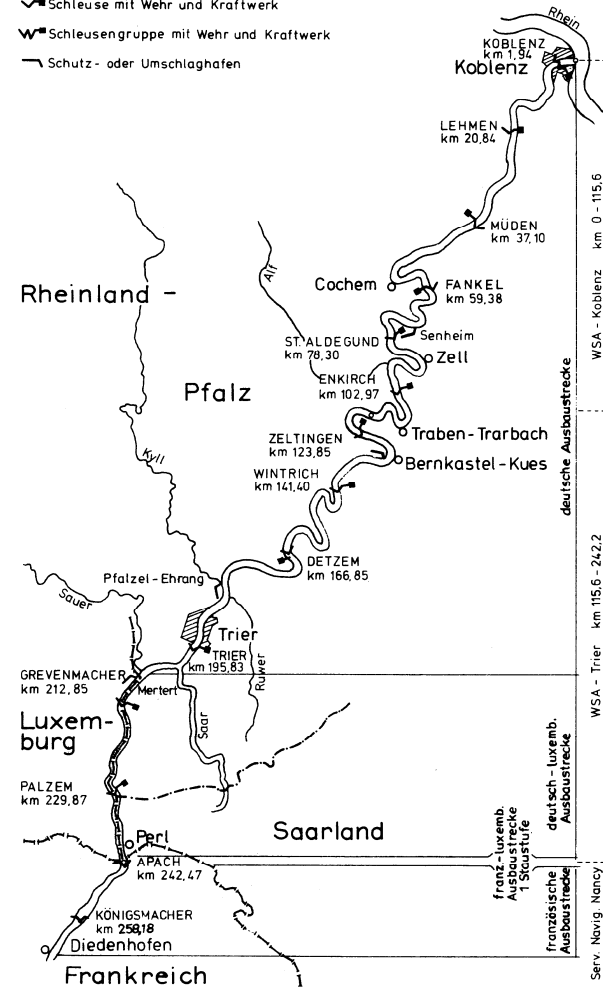 Schleuse mit Wehr und Kraftwerk
Schleusengruppe mit Wehr und Kraftwerk
Schutz- oder Umschlaghafen
Rhein
KOBLENZ
km 1,94
Koblenz
LEHMEN
km 20,84
MÜDEN
km 37,10
Alf
Cochem
FANKEL
km 59,38
Rheinland -
Pfalz
ST. ALDEGUND
km 78,30
Senheim
Zell
ENKIRCH
km 102,97
Traben-Trarbach
ZELTINGEN
km 123,85
Bernkastel-Kues
Kyll
WINTRICH
km 141,40
DETZEM
km 166,85
Pfalzel-Ehrang
Sauer
Trier
TRIER
km 195,83
Ruwer
GREVENMACHER
km 212,85
Mertert
Saar
Luxem-
burg
PALZEM
km 229,87
Perl
Saarland
APACH
km 242,47
KÖNIGSMACHER
km 258,18
Diedenhofen
Frankreich
deutsche Ausbaustrecke
deutsch-luxemb.
Ausbaustrecke
franz.-luxemb.
Ausbaustrecke
1 Staustufe
französische
Ausbaustrecke
WSA-Koblenz km 0-115,6
WSA-Trier km 115,6-242,2
Serv. Navig. Nancy